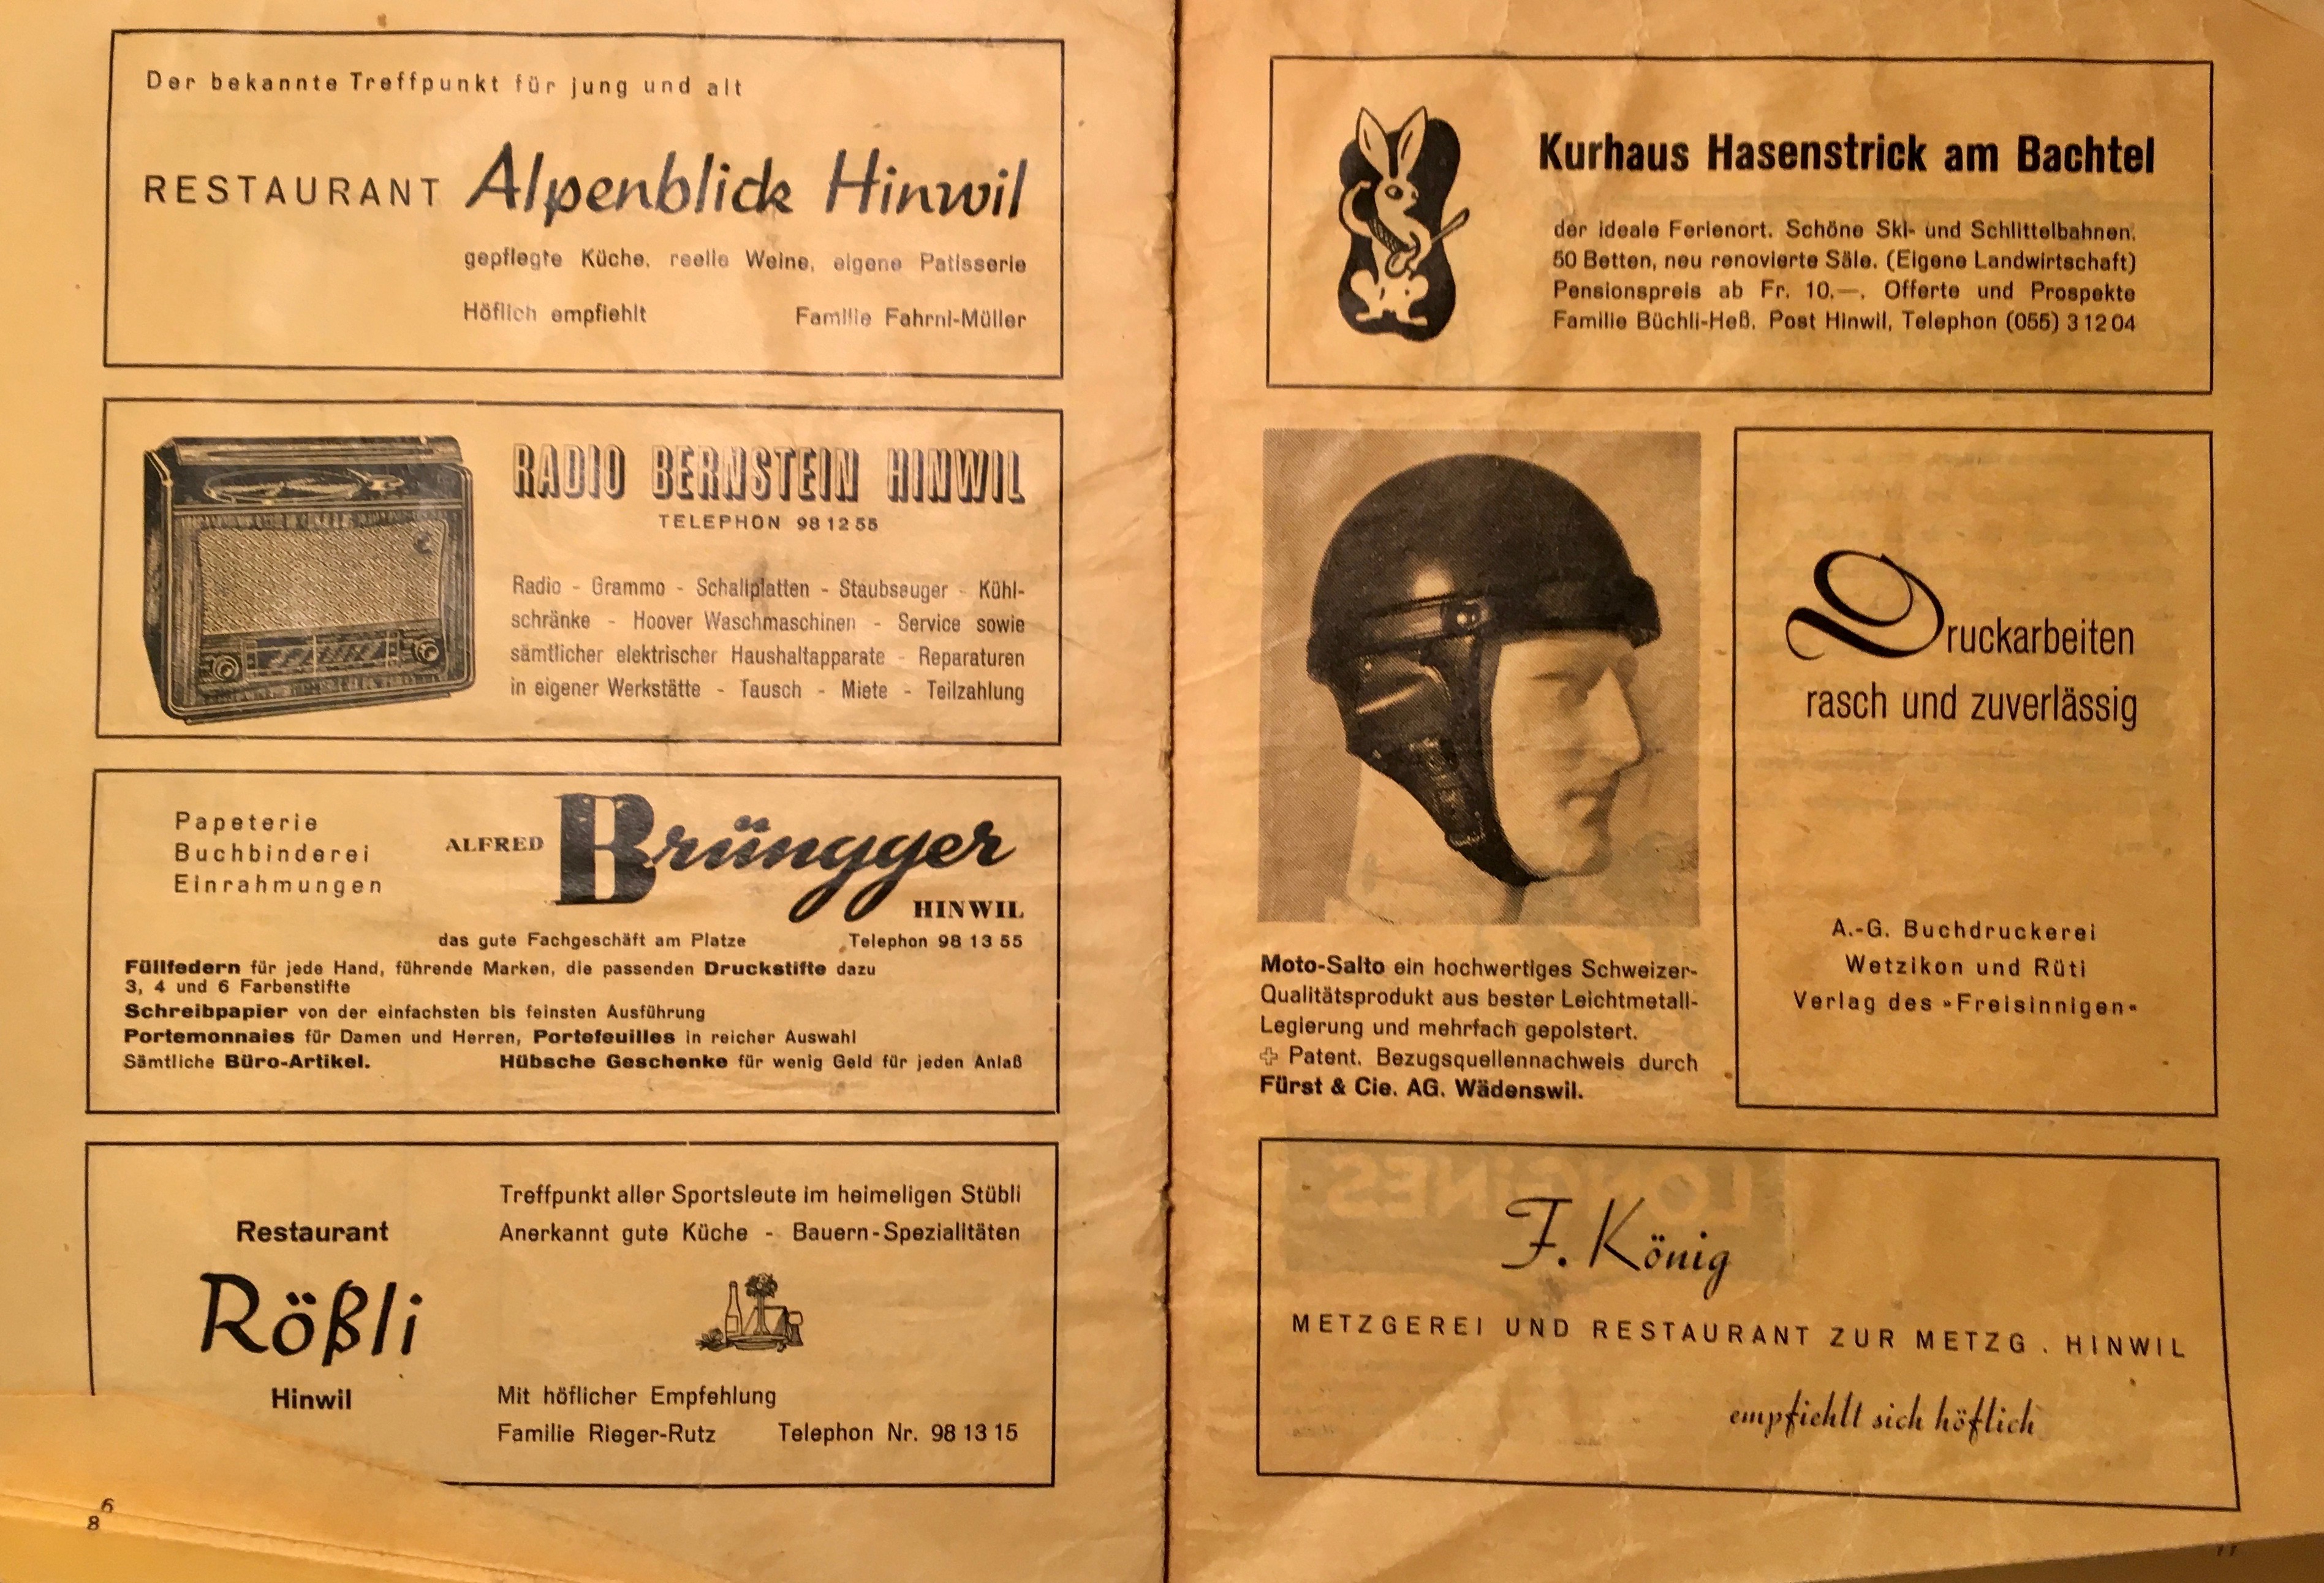 Der bekannte Treffpunkt für jung und alt
RESTAURANT Alpenblick Hinwil
gepflegte Küche, reelle Weine, eigene Patisserie
Höflich empfiehlt Familie Fahrni-Müller
RADIO BERNSTEIN HINWIL
TELEPHON 98 12 55
Radio - Grammo - Schallplatten - Staubsauger - Kühl-
schränke - Hoover Waschmaschinen - Service sowie
sämtlicher elektrischer Haushaltapparate - Reparaturen
in eigener Werkstätte - Tausch - Miete - Teilzahlung
Papeterie
Buchbinderei
Einrahmungen
ALFRED Brüngger
HINWIL
das gute Fachgeschäft am Platze Telephon 98 13 55
Füllfedern für jede Hand, führende Marken, die passenden Druckstifte dazu
3, 4 und 6 Farbenstifte
Schreibpapier von der einfachsten bis feinsten Ausführung
Portemonnaies für Damen und Herren, Portefeuilles in reicher Auswahl
Sämtliche Büro-Artikel. Hübsche Geschenke für wenig Geld für jeden Anlaß
Restaurant
Rößli
Hinwil
Treffpunkt aller Sportsleute im heimeligen Stübli
Anerkannt gute Küche - Bauern-Spezialitäten
Mit höflicher Empfehlung
Familie Rieger-Rutz Telephon Nr. 98 13 15
6
8
Kurhaus Hasenstrick am Bachtel
der ideale Ferienort. Schöne Ski- und Schlittelbahnen.
50 Betten, neu renovierte Säle. (Eigene Landwirtschaft)
Pensionspreis ab Fr. 10.—. Offerte und Prospekte
Familie Büchli-Heß. Post Hinwil, Telephon (055) 3 12 04
Moto-Salto ein hochwertiges Schweizer-
Qualitätsprodukt aus bester Leichtmetall-
Legierung und mehrfach gepolstert.
✚ Patent. Bezugsquellennachweis durch
Fürst & Cie. AG. Wädenswil.
Druckarbeiten
rasch und zuverlässig
A.-G. Buchdruckerei
Wetzikon und Rüti
Verlag des »Freisinnigen«
LONGINES
F. König
METZGEREI UND RESTAURANT ZUR METZG . HINWIL
empfiehlt sich höflich